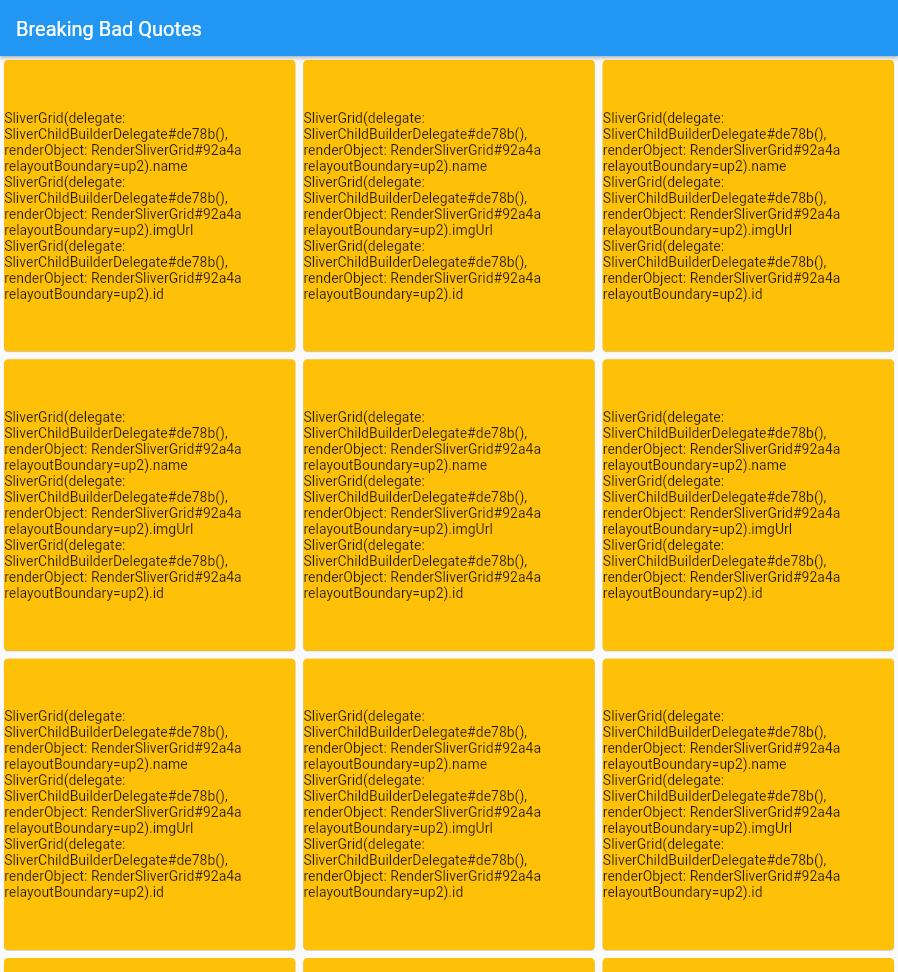 Breaking Bad Quotes
SliverGrid(delegate:
SliverChildBuilderDelegate#de78b(),
renderObject: RenderSliverGrid#92a4a
relayoutBoundary=up2).name
SliverGrid(delegate:
SliverChildBuilderDelegate#de78b(),
renderObject: RenderSliverGrid#92a4a
relayoutBoundary=up2).imgUrl
SliverGrid(delegate:
SliverChildBuilderDelegate#de78b(),
renderObject: RenderSliverGrid#92a4a
relayoutBoundary=up2).id
SliverGrid(delegate:
SliverChildBuilderDelegate#de78b(),
renderObject: RenderSliverGrid#92a4a
relayoutBoundary=up2).name
SliverGrid(delegate:
SliverChildBuilderDelegate#de78b(),
renderObject: RenderSliverGrid#92a4a
relayoutBoundary=up2).imgUrl
SliverGrid(delegate:
SliverChildBuilderDelegate#de78b(),
renderObject: RenderSliverGrid#92a4a
relayoutBoundary=up2).id
SliverGrid(delegate:
SliverChildBuilderDelegate#de78b(),
renderObject: RenderSliverGrid#92a4a
relayoutBoundary=up2).name
SliverGrid(delegate:
SliverChildBuilderDelegate#de78b(),
renderObject: RenderSliverGrid#92a4a
relayoutBoundary=up2).imgUrl
SliverGrid(delegate:
SliverChildBuilderDelegate#de78b(),
renderObject: RenderSliverGrid#92a4a
relayoutBoundary=up2).id
SliverGrid(delegate:
SliverChildBuilderDelegate#de78b(),
renderObject: RenderSliverGrid#92a4a
relayoutBoundary=up2).name
SliverGrid(delegate:
SliverChildBuilderDelegate#de78b(),
renderObject: RenderSliverGrid#92a4a
relayoutBoundary=up2).imgUrl
SliverGrid(delegate:
SliverChildBuilderDelegate#de78b(),
renderObject: RenderSliverGrid#92a4a
relayoutBoundary=up2).id
SliverGrid(delegate:
SliverChildBuilderDelegate#de78b(),
renderObject: RenderSliverGrid#92a4a
relayoutBoundary=up2).name
SliverGrid(delegate:
SliverChildBuilderDelegate#de78b(),
renderObject: RenderSliverGrid#92a4a
relayoutBoundary=up2).imgUrl
SliverGrid(delegate:
SliverChildBuilderDelegate#de78b(),
renderObject: RenderSliverGrid#92a4a
relayoutBoundary=up2).id
SliverGrid(delegate:
SliverChildBuilderDelegate#de78b(),
renderObject: RenderSliverGrid#92a4a
relayoutBoundary=up2).name
SliverGrid(delegate:
SliverChildBuilderDelegate#de78b(),
renderObject: RenderSliverGrid#92a4a
relayoutBoundary=up2).imgUrl
SliverGrid(delegate:
SliverChildBuilderDelegate#de78b(),
renderObject: RenderSliverGrid#92a4a
relayoutBoundary=up2).id
SliverGrid(delegate:
SliverChildBuilderDelegate#de78b(),
renderObject: RenderSliverGrid#92a4a
relayoutBoundary=up2).name
SliverGrid(delegate:
SliverChildBuilderDelegate#de78b(),
renderObject: RenderSliverGrid#92a4a
relayoutBoundary=up2).imgUrl
SliverGrid(delegate:
SliverChildBuilderDelegate#de78b(),
renderObject: RenderSliverGrid#92a4a
relayoutBoundary=up2).id
SliverGrid(delegate:
SliverChildBuilderDelegate#de78b(),
renderObject: RenderSliverGrid#92a4a
relayoutBoundary=up2).name
SliverGrid(delegate:
SliverChildBuilderDelegate#de78b(),
renderObject: RenderSliverGrid#92a4a
relayoutBoundary=up2).imgUrl
SliverGrid(delegate:
SliverChildBuilderDelegate#de78b(),
renderObject: RenderSliverGrid#92a4a
relayoutBoundary=up2).id
SliverGrid(delegate:
SliverChildBuilderDelegate#de78b(),
renderObject: RenderSliverGrid#92a4a
relayoutBoundary=up2).name
SliverGrid(delegate:
SliverChildBuilderDelegate#de78b(),
renderObject: RenderSliverGrid#92a4a
relayoutBoundary=up2).imgUrl
SliverGrid(delegate:
SliverChildBuilderDelegate#de78b(),
renderObject: RenderSliverGrid#92a4a
relayoutBoundary=up2).id